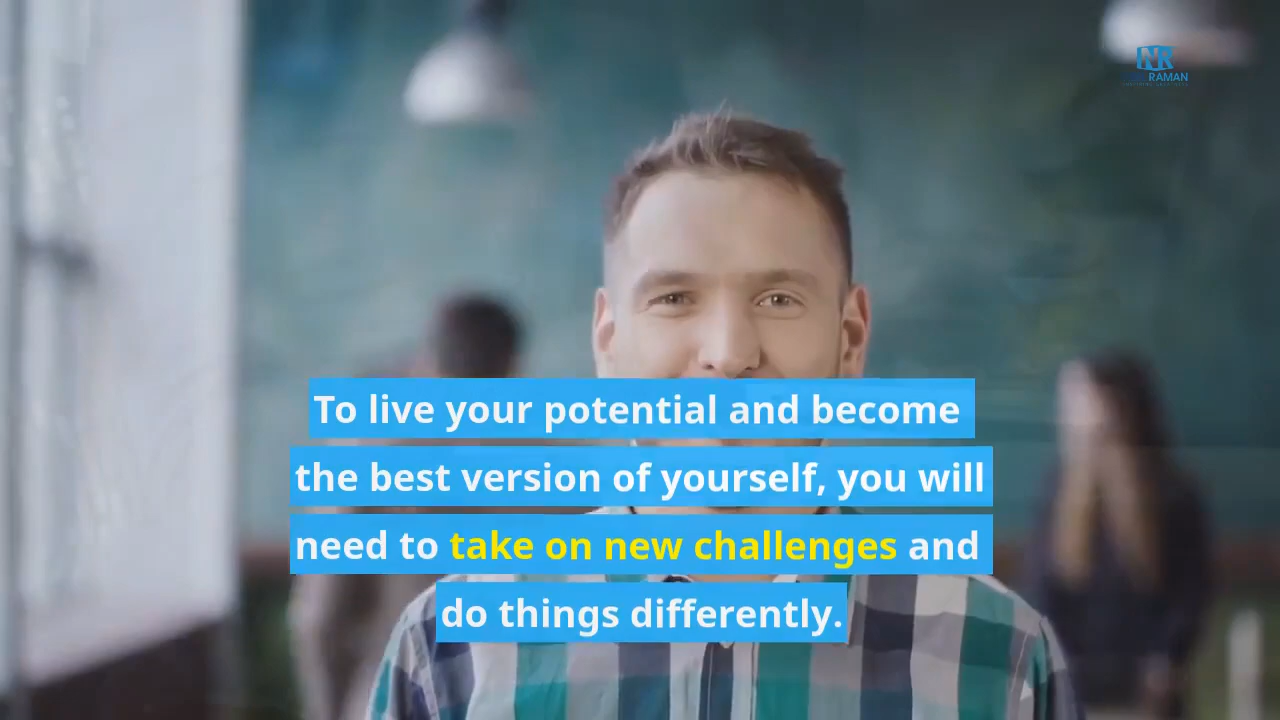 NR
RAMAN
To live your potential and become
the best version of yourself, you will
need to take on new challenges and
do things differently.